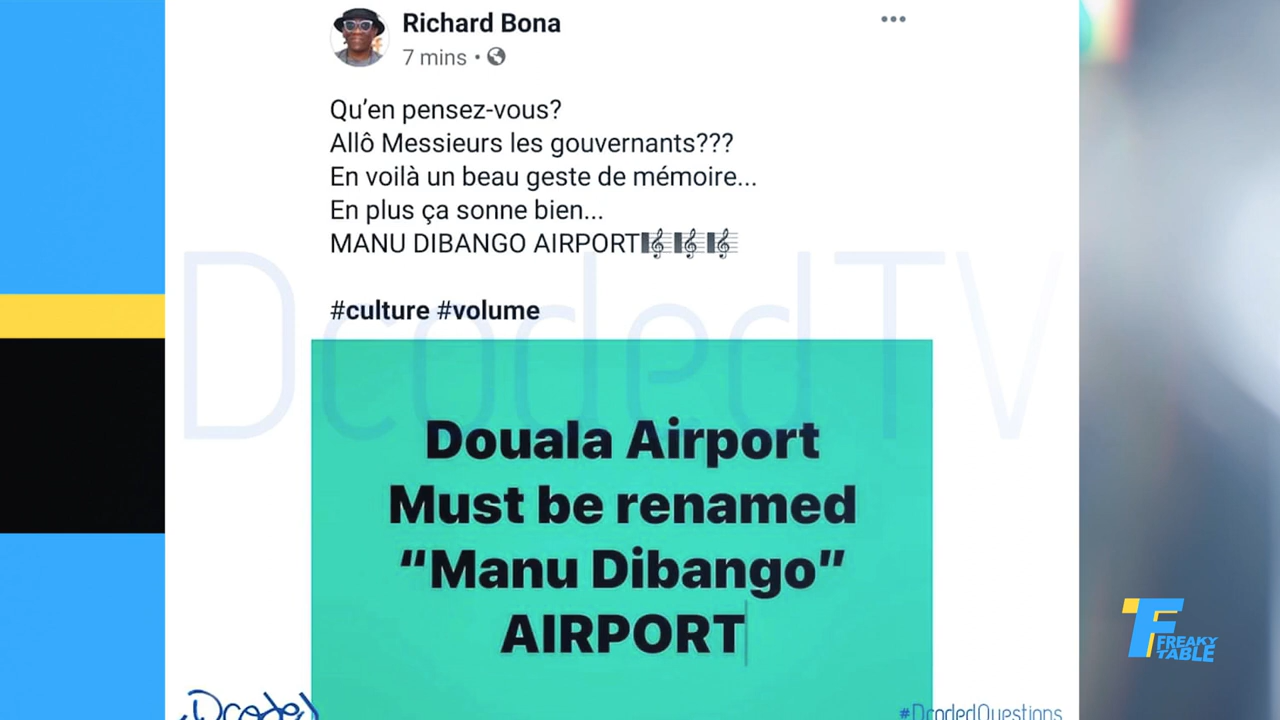 Richard Bona
7 mins
Qu'en pensez-vous?
Allô Messieurs les gouvernants???
En voilà un beau geste de mémoire...
En plus ça sonne bien...
MANU DIBANGO AIRPORT🎼🎼🎼
#culture #volume
DcodedTV
Douala Airport
Must be renamed
“Manu Dibango”
AIRPORT
FREAKY
TABLE
Dcoded
#DcodedQuestions